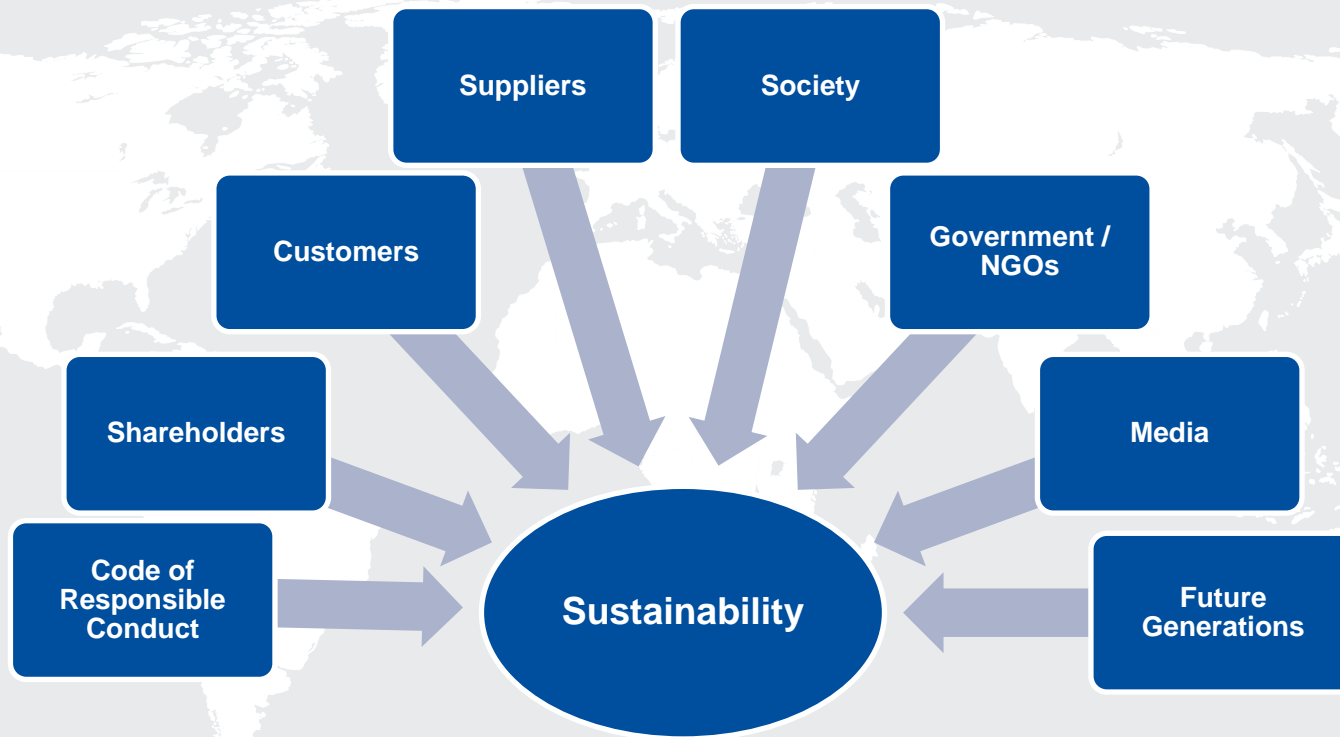 Suppliers
Society
Customers
Government /
NGOs
Shareholders
Media
Code of
Responsible
Conduct
Sustainability
Future
Generations